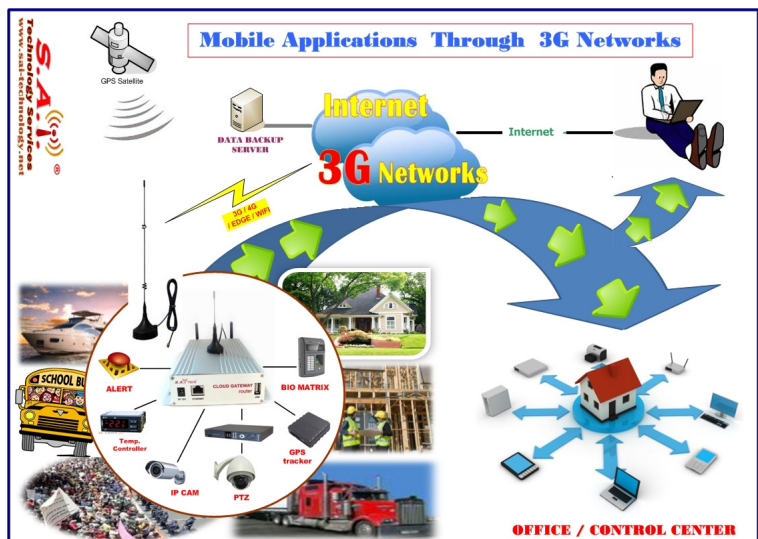 Mobile Applications Through 3G Networks
S.A.I.
®
Technology Services
www.sai-technology.net
GPS Satellite
DATA BACKUP
SERVER
Internet
3G Networks
Internet
3G / 4G
/ EDGE / WIFI
SCHOOL BU
ALERT
CLOUD GATEWAY
router
BIO MATRIX
Temp.
Controller
GPS
tracker
IP CAM
PTZ
OFFICE / CONTROL CENTER